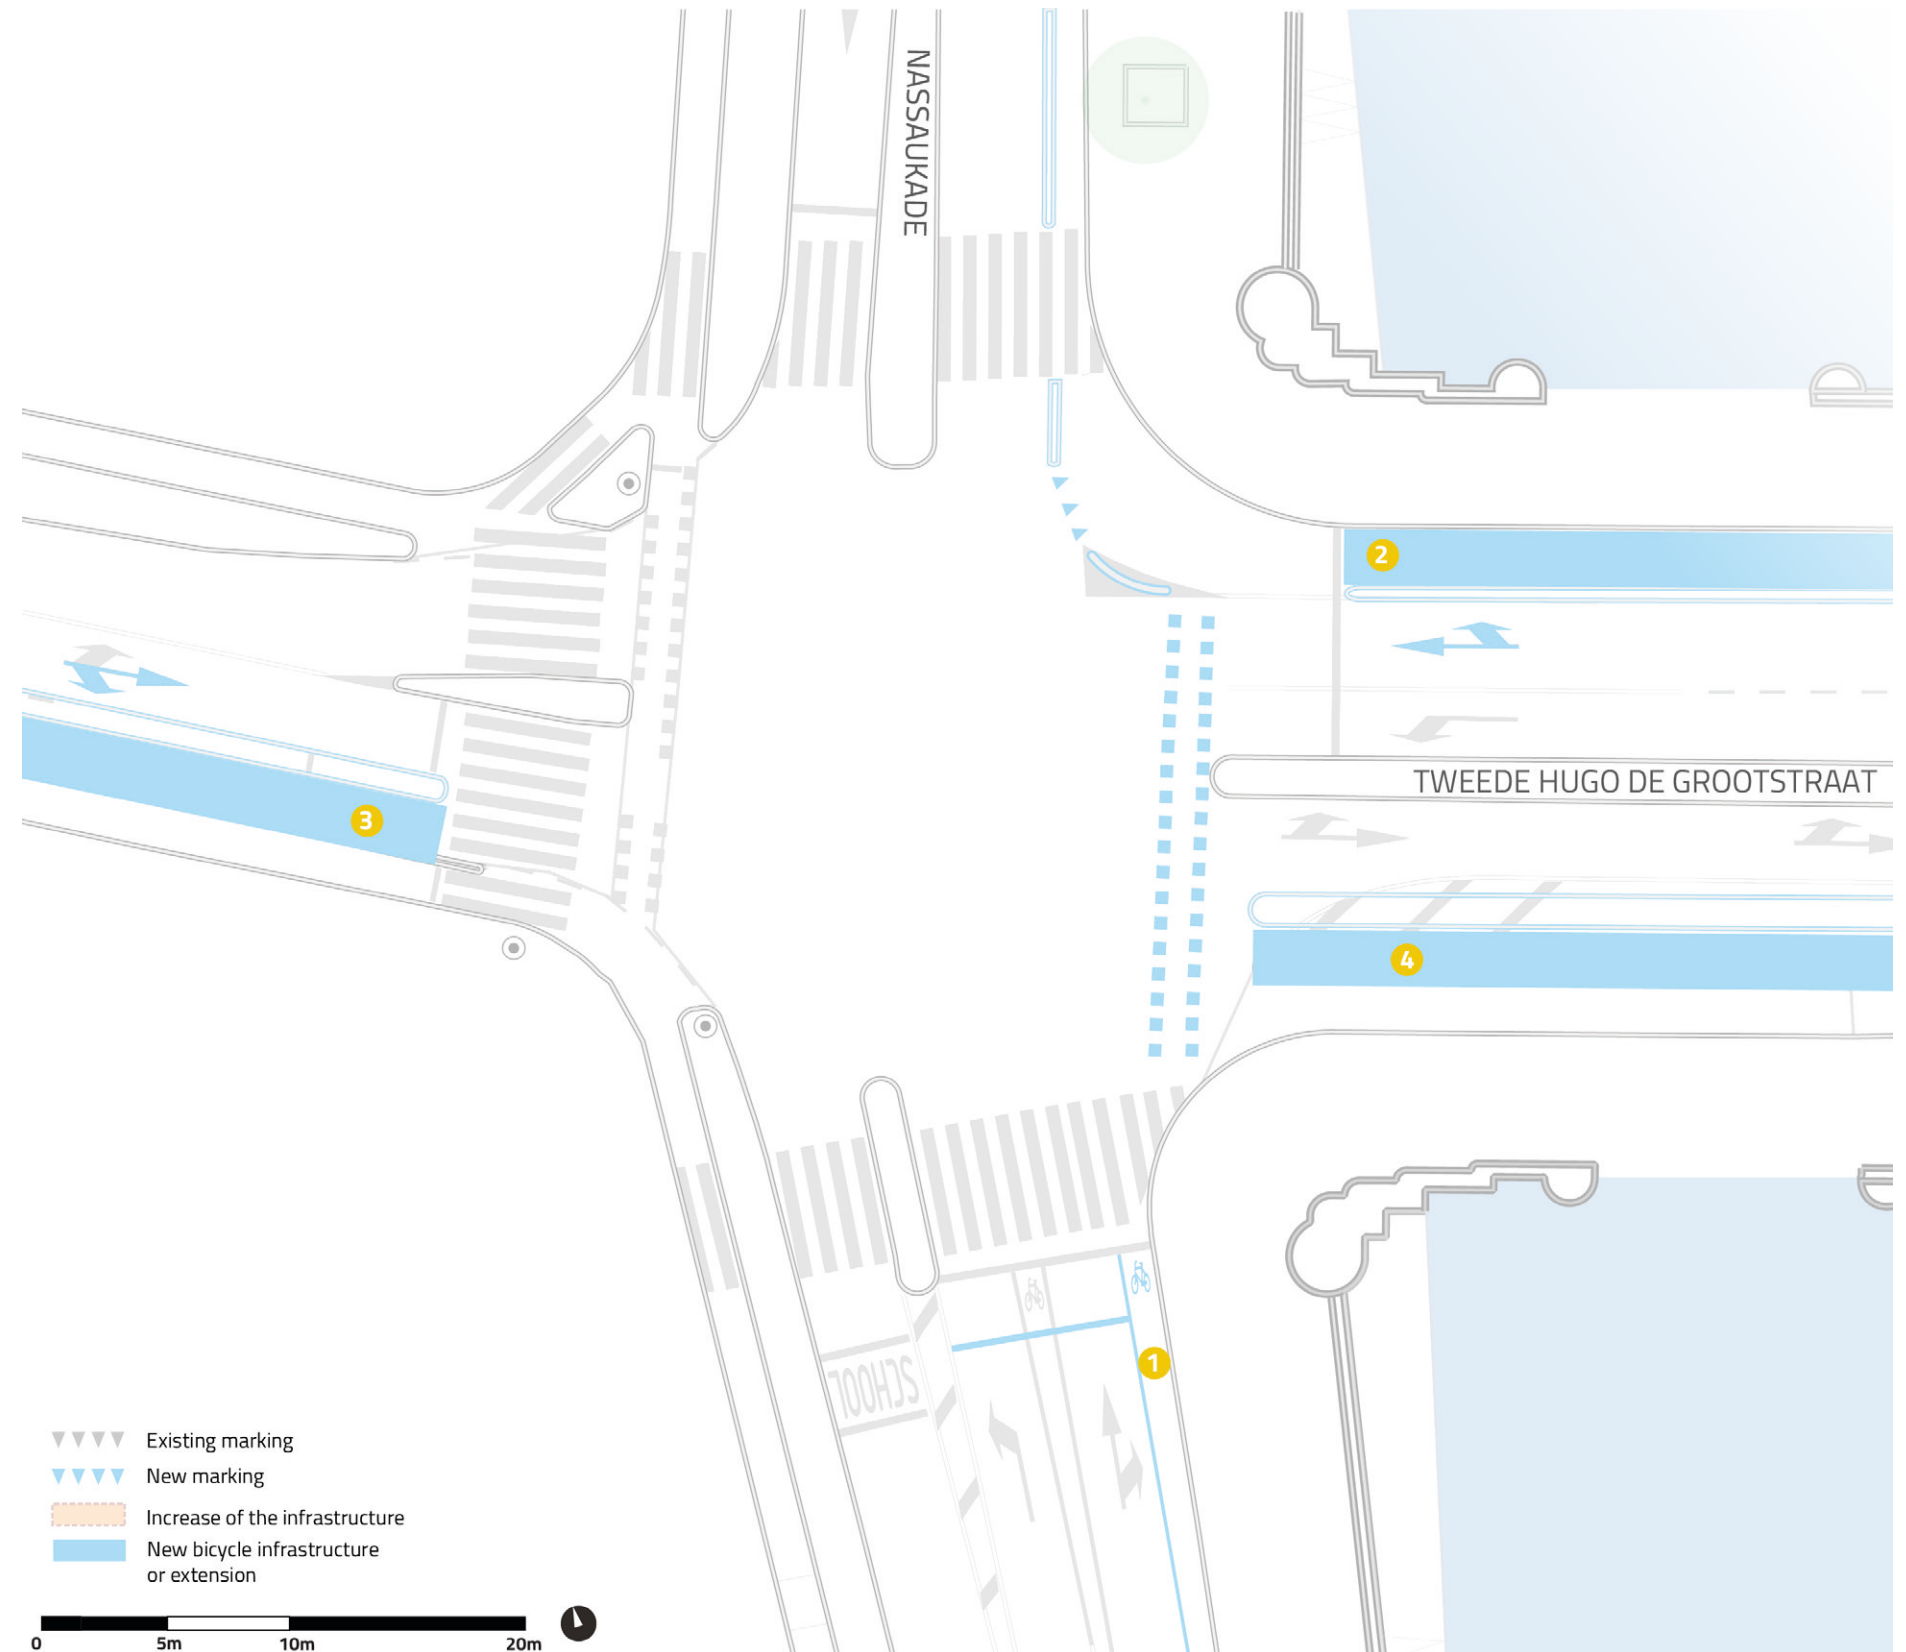 NASSAUKADE
2
TWEEDE HUGO DE GROOTSTRAAT
3
4
1
SCHOOL
Existing marking
New marking
Increase of the infrastructure
New bicycle infrastructure
or extension
0 5m 10m 20m